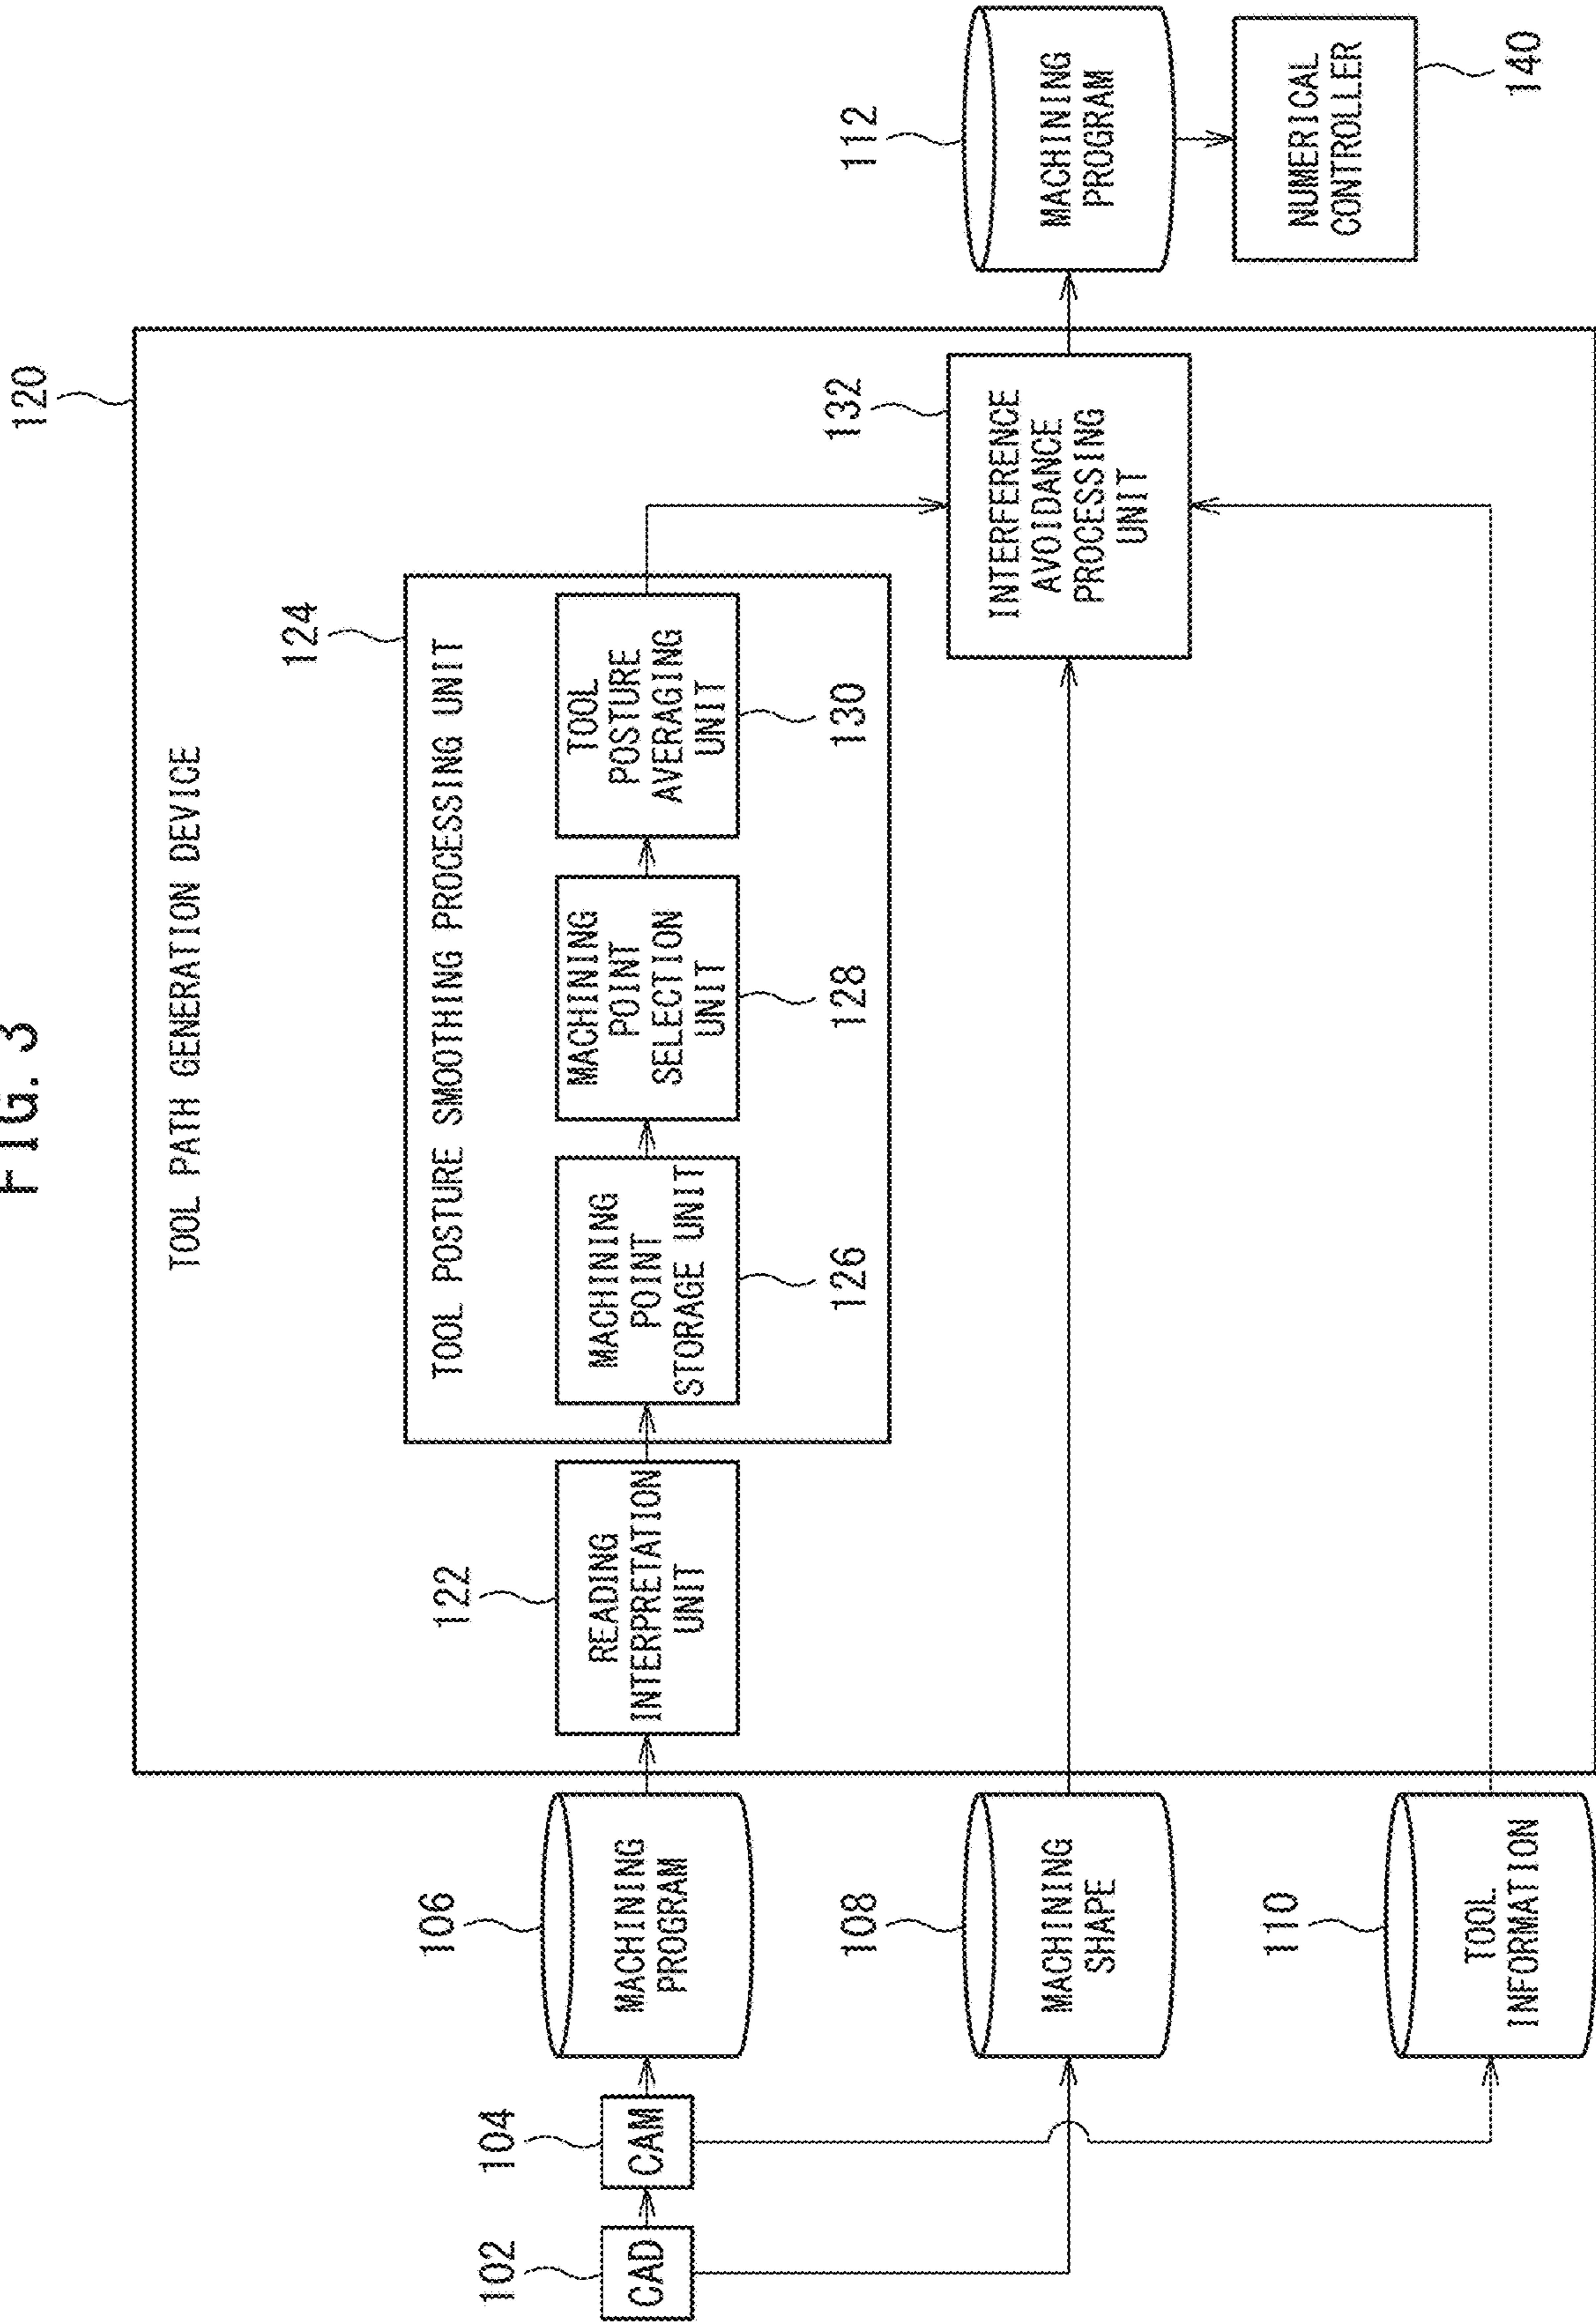 FIG. 3
120
TOOL PATH GENERATION DEVICE
124
TOOL POSTURE SMOOTHING PROCESSING UNIT
102
CAD
104
CAM
106
MACHINING
PROGRAM
122
READING
INTERPRETATION
UNIT
MACHINING
POINT
STORAGE UNIT
126
MACHINING
POINT
SELECTION
UNIT
128
TOOL
POSTURE
AVERAGING
UNIT
130
108
MACHINING
SHAPE
132
INTERFERENCE
AVOIDANCE
PROCESSING
UNIT
112
MACHINING
PROGRAM
110
TOOL
INFORMATION
NUMERICAL
CONTROLLER
140